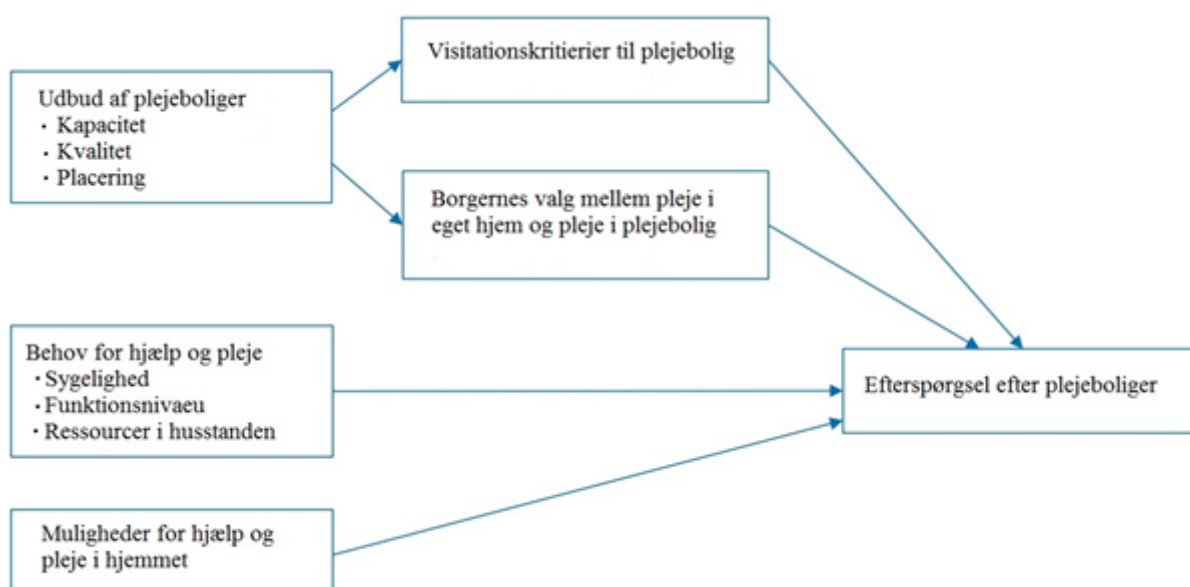 Visitationskritierier til plejebolig
Udbud af plejeboliger
· Kapacitet
· Kvalitet
· Placering
Borgernes valg mellem pleje i
eget hjem og pleje i plejebolig
Behov for hjælp og pleje
· Sygelighed
· Funktionsnivaeu
· Ressourcer i husstanden
Efterspørgsel efter plejeboliger
Muligheder for hjælp og
pleje i hjemmet